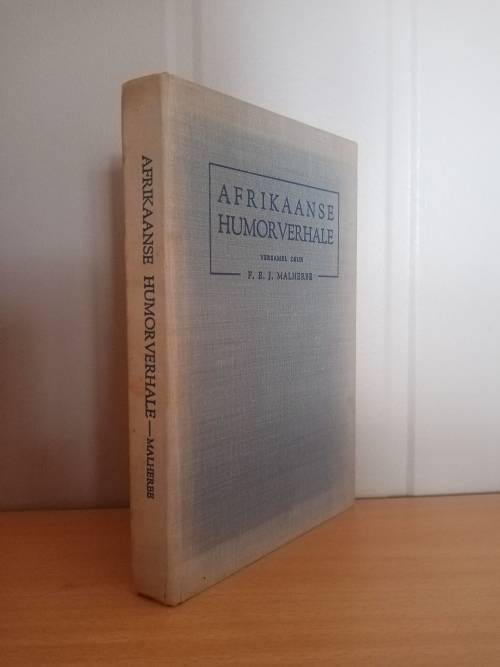 AFRIKAANSE HUMORVERHALE — MALHERBE
AFRIKAANSE
HUMORVERHALE
VERSAMEL DEUR
F. E. J. MALHERBE